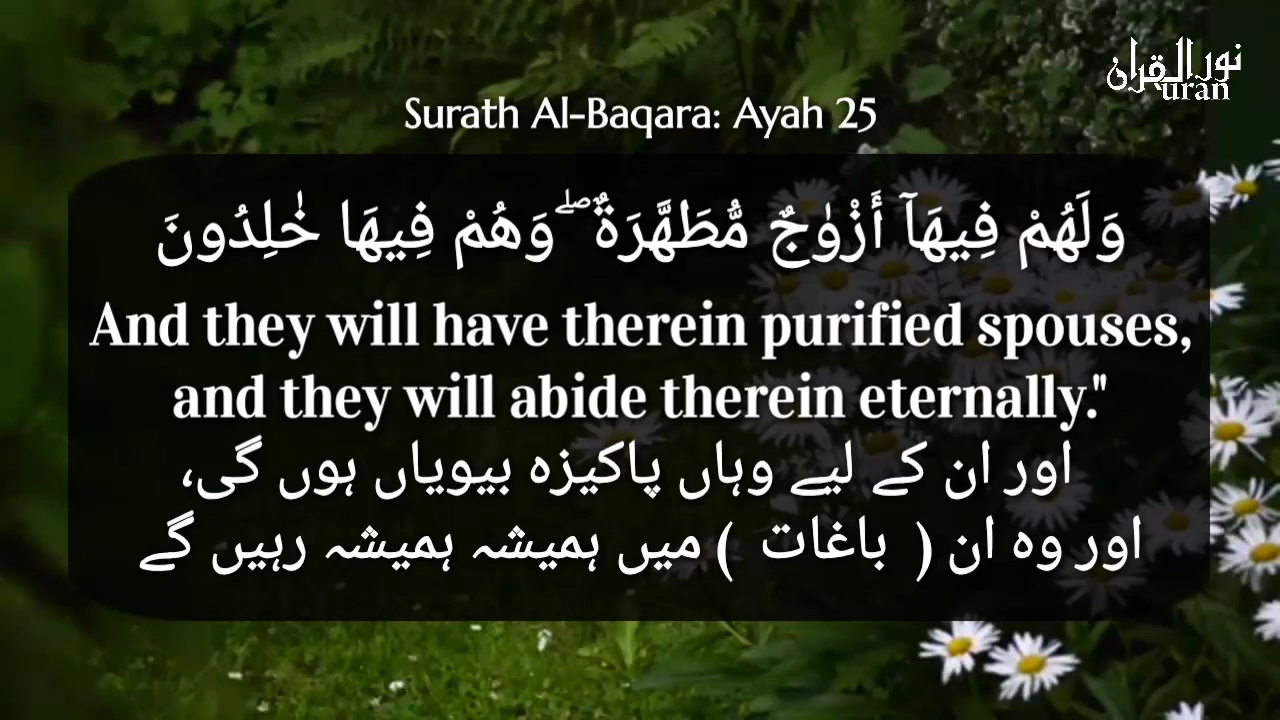 نور القرآن
uran
Surath Al-Baqara: Ayah 25
وَلَهُمْ فِيهَآ أَزْوَٰجٌ مُّطَهَّرَةٌ ۖ وَهُمْ فِيهَا خَٰلِدُونَ
And they will have therein purified spouses,
and they will abide therein eternally."
اور ان کے لیے وہاں پاکیزہ بیویاں ہوں گی،
اور وہ ان ( باغات ) میں ہمیشہ ہمیشہ رہیں گے